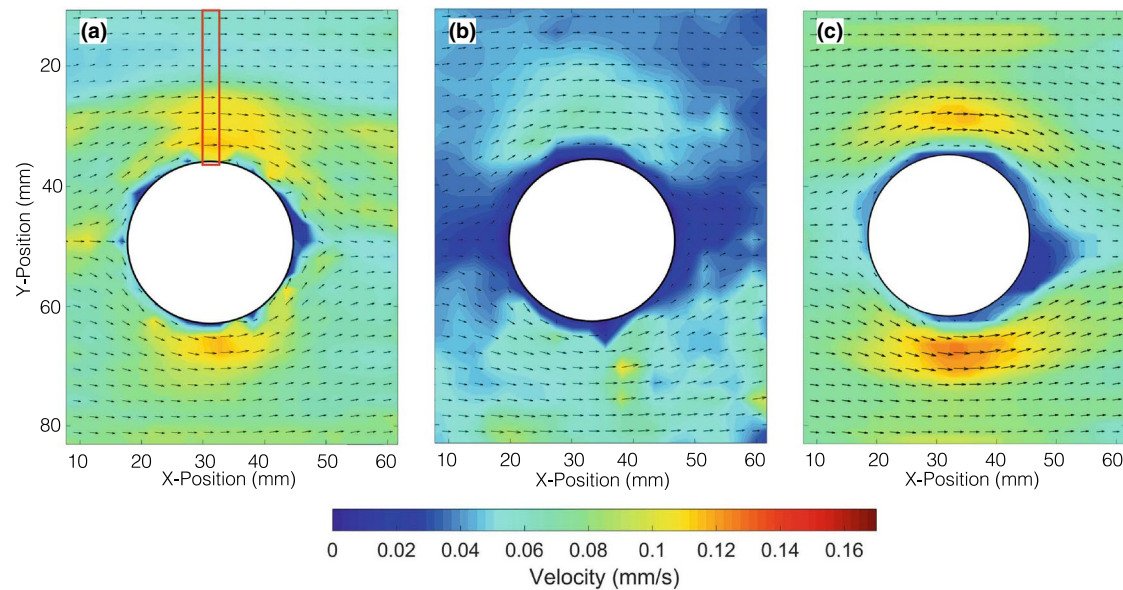 (a) (b) (c)
20
40
60
80
Y-Position (mm)
10 20 30 40 50 60
10 20 30 40 50 60
10 20 30 40 50 60
X-Position (mm) X-Position (mm) X-Position (mm)
0 0.02 0.04 0.06 0.08 0.1 0.12 0.14 0.16
Velocity (mm/s)